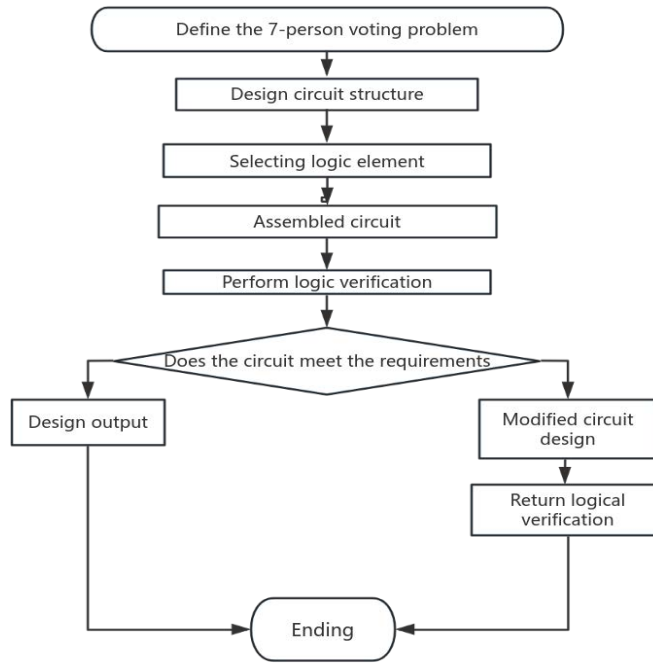 Define the 7-person voting problem
Design circuit structure
Selecting logic element
Assembled circuit
Perform logic verification
Does the circuit meet the requirements
Design output
Modified circuit
design
Return logical
verification
Ending